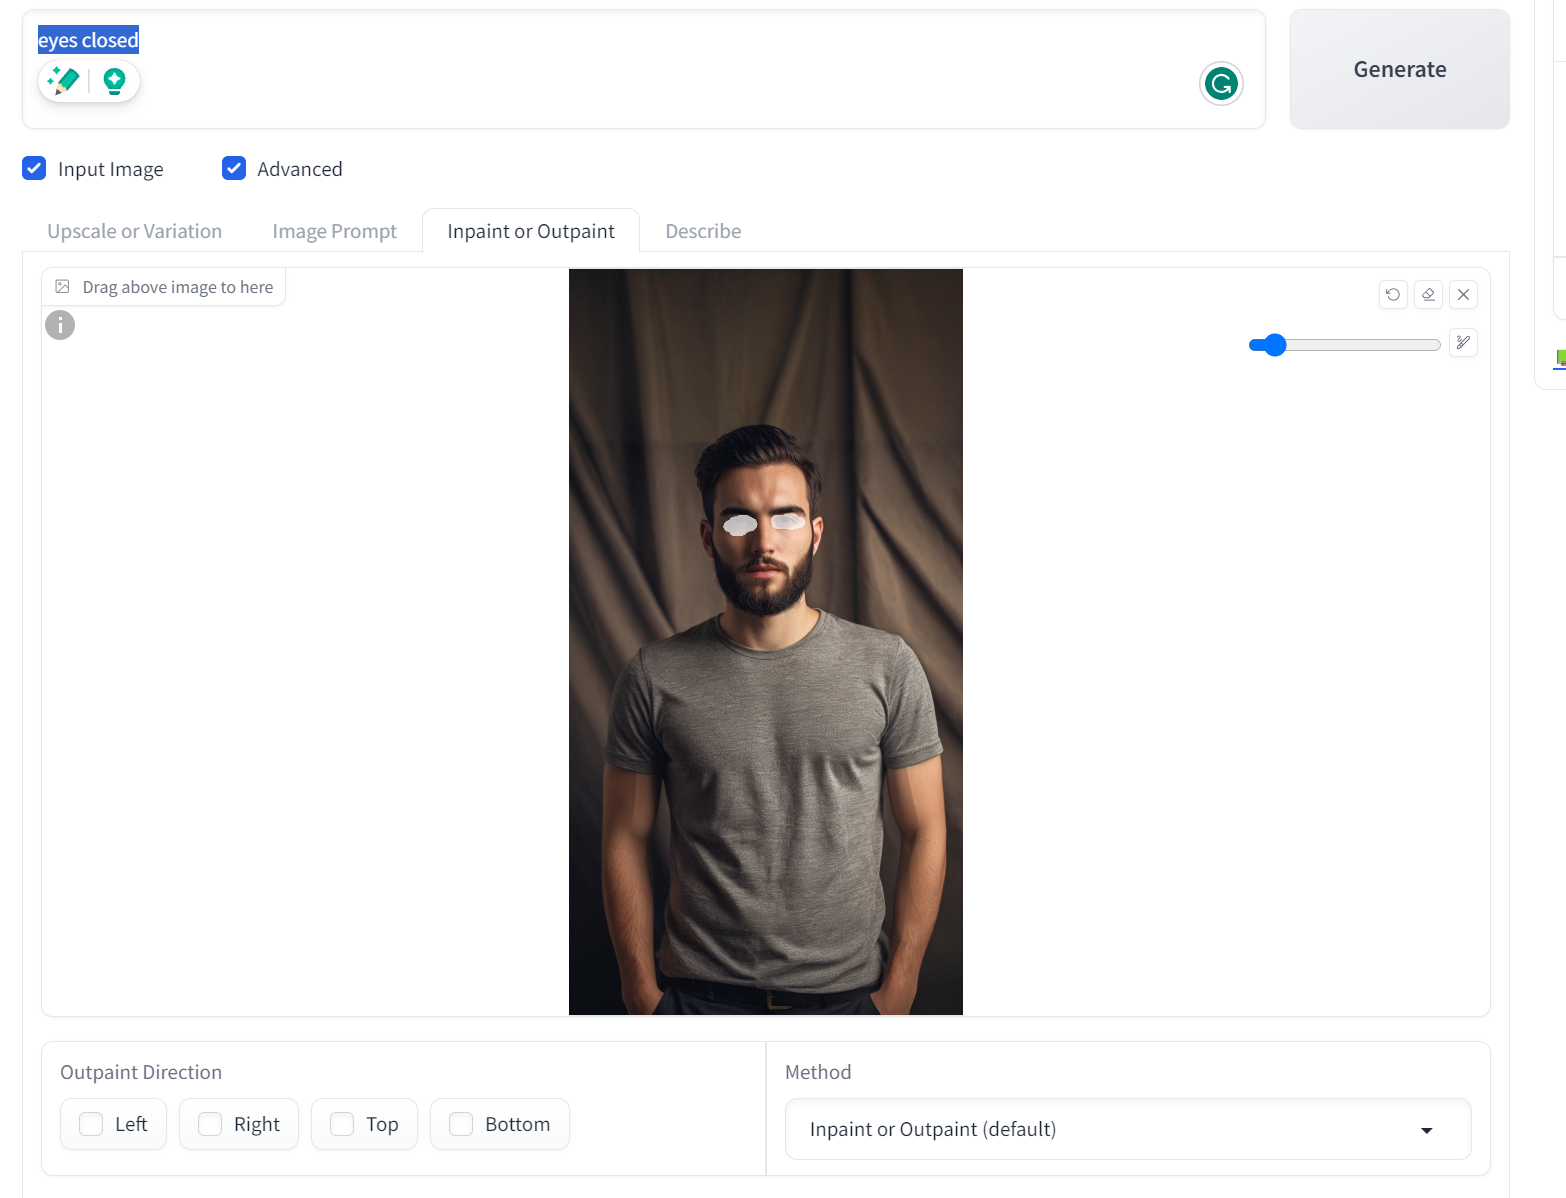 eyes closed
Generate
Input Image
Advanced
Upscale or Variation
Image Prompt
Inpaint or Outpaint
Describe
Drag above image to here
Outpaint Direction
Left
Right
Top
Bottom
Method
Inpaint or Outpaint (default)